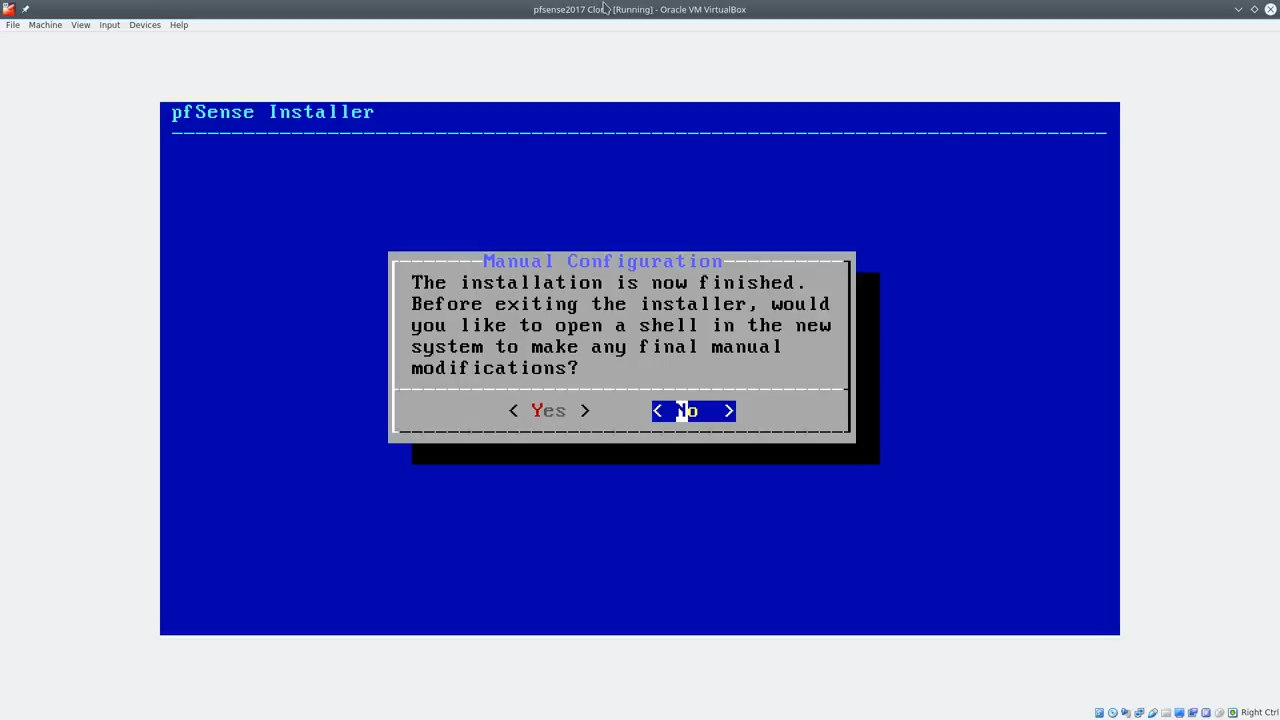 pfsense2017 Clo [Running] - Oracle VM VirtualBox
File Machine View Input Devices Help
pfSense Installer
Manual Configuration
The installation is now finished.
Before exiting the installer, would
you like to open a shell in the new
system to make any final manual
modifications?
< Yes > < No >
Right Ctrl